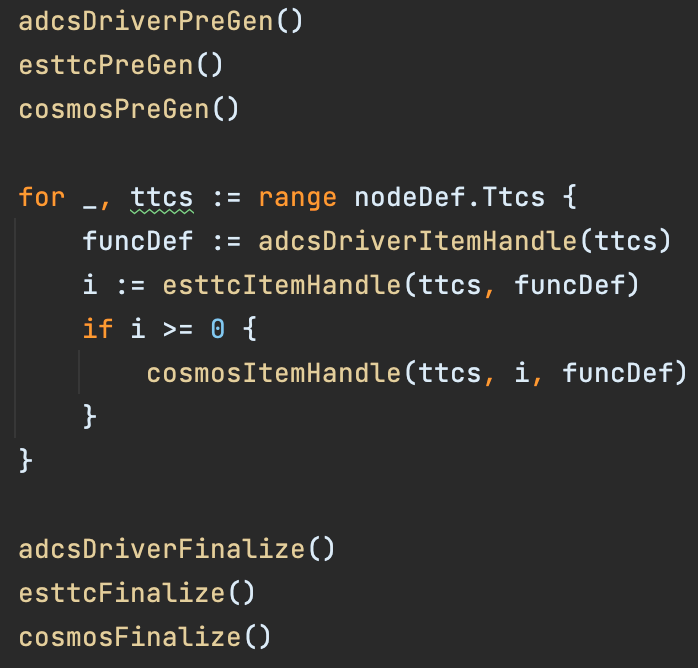 adcsDriverPreGen()
esttcPreGen()
cosmosPreGen()
for _, ttcs := range nodeDef.Ttcs {
funcDef := adcsDriverItemHandle(ttcs)
i := esttcItemHandle(ttcs, funcDef)
if i >= 0 {
cosmosItemHandle(ttcs, i, funcDef)
}
}
adcsDriverFinalize()
esttcFinalize()
cosmosFinalize()